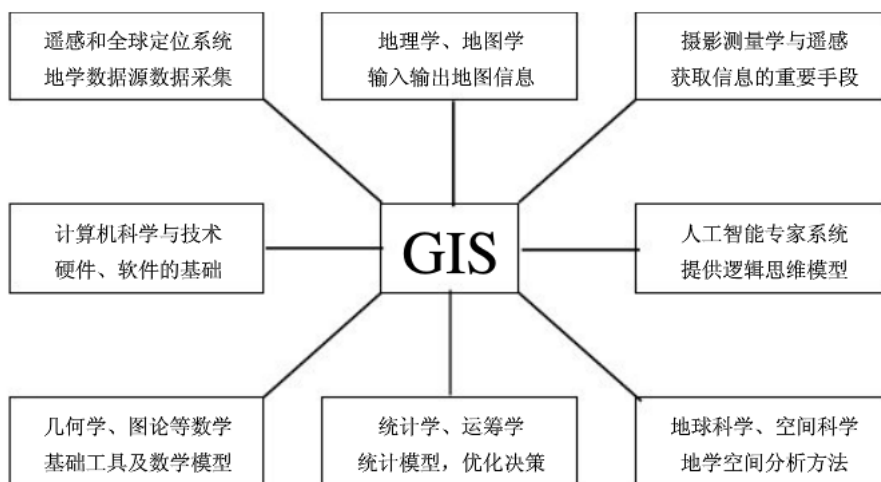 遥感和全球定位系统
地学数据源数据采集
地理学、地图学
输入输出地图信息
摄影测量学与遥感
获取信息的重要手段
计算机科学与技术
硬件、软件的基础
GIS
人工智能专家系统
提供逻辑思维模型
几何学、图论等数学
基础工具及数学模型
统计学、运筹学
统计模型，优化决策
地球科学、空间科学
地学空间分析方法